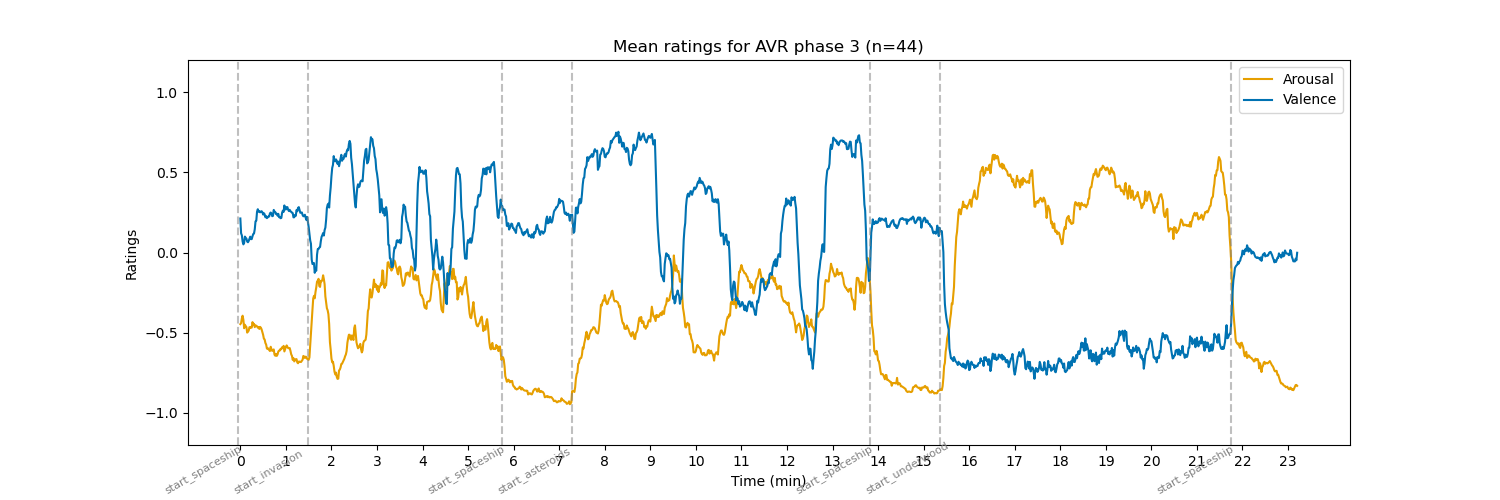 Mean ratings for AVR phase 3 (n=44)
Arousal
Valence
Ratings
1.0
0.5
0.0
−0.5
−1.0
0 1 2 3 4 5 6 7 8 9 10 11 12 13 14 15 16 17 18 19 20 21 22 23
start_spaceship
start_invasion
start_spaceship
start_asteroids
start_spaceship
start_underwood
start_spaceship
Time (min)